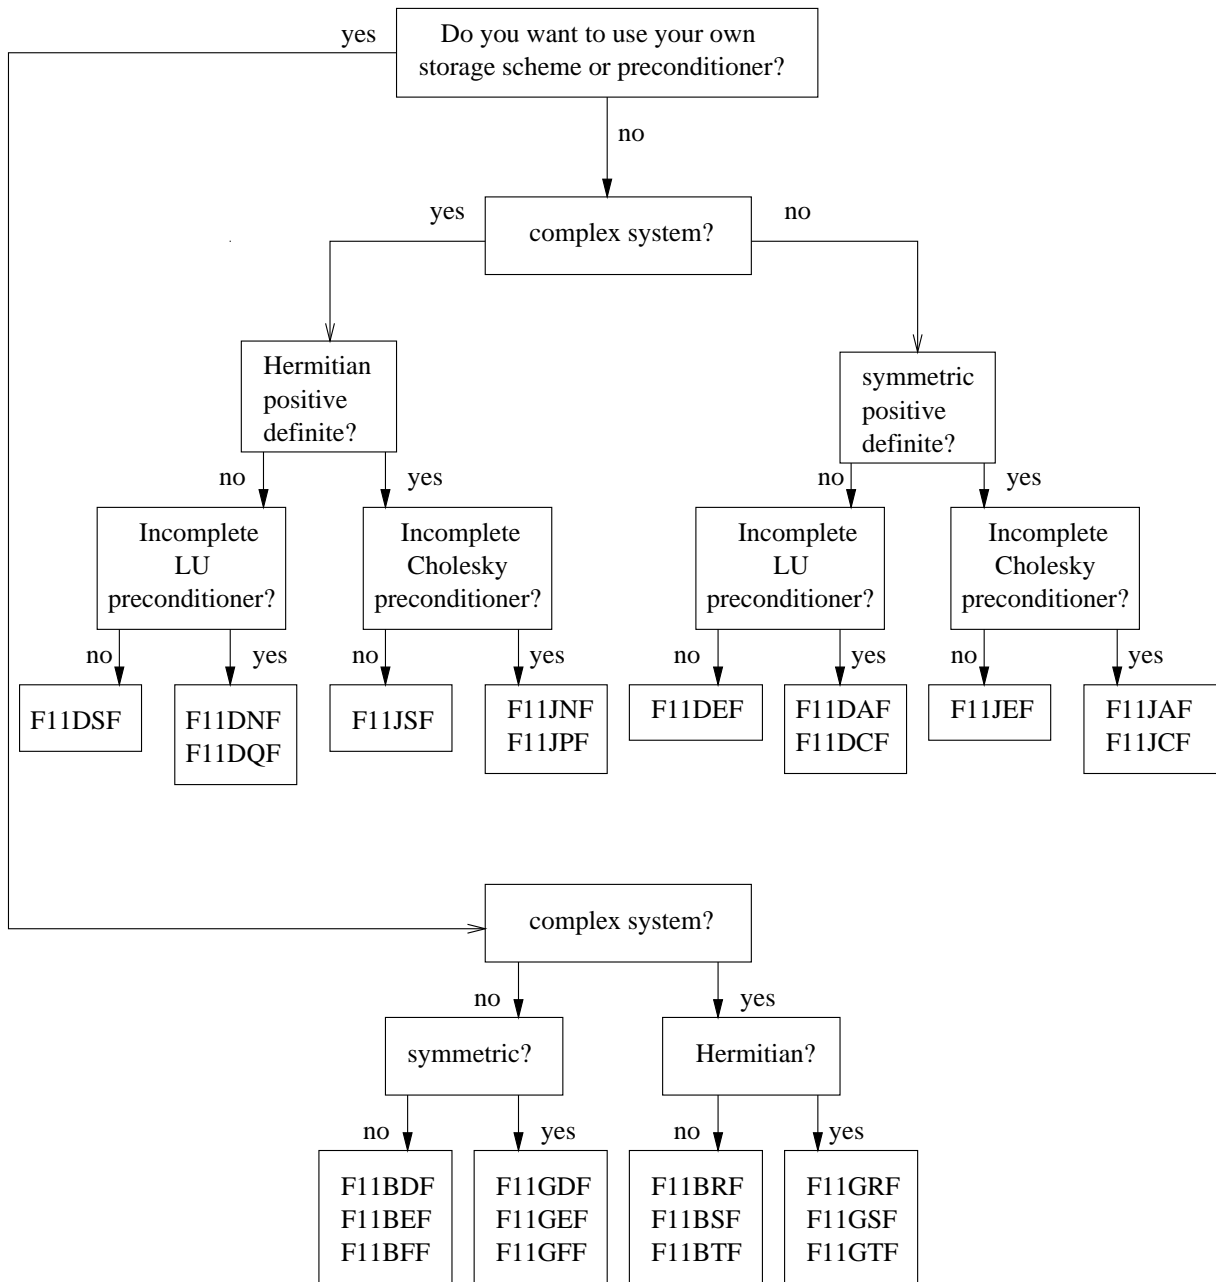 yes
Do you want to use your own
storage scheme or preconditioner?
no
yes
complex system?
no
Hermitian
positive
definite?
symmetric
positive
definite?
no
yes
no
yes
Incomplete
LU
preconditioner?
Incomplete
Cholesky
preconditioner?
Incomplete
LU
preconditioner?
Incomplete
Cholesky
preconditioner?
no
yes
no
yes
no
yes
no
yes
F11DSF
F11DNF
F11DQF
F11JSF
F11JNF
F11JPF
F11DEF
F11DAF
F11DCF
F11JEF
F11JAF
F11JCF
complex system?
no
yes
symmetric?
Hermitian?
no
yes
no
yes
F11BDF
F11BEF
F11BFF
F11GDF
F11GEF
F11GFF
F11BRF
F11BSF
F11BTF
F11GRF
F11GSF
F11GTF